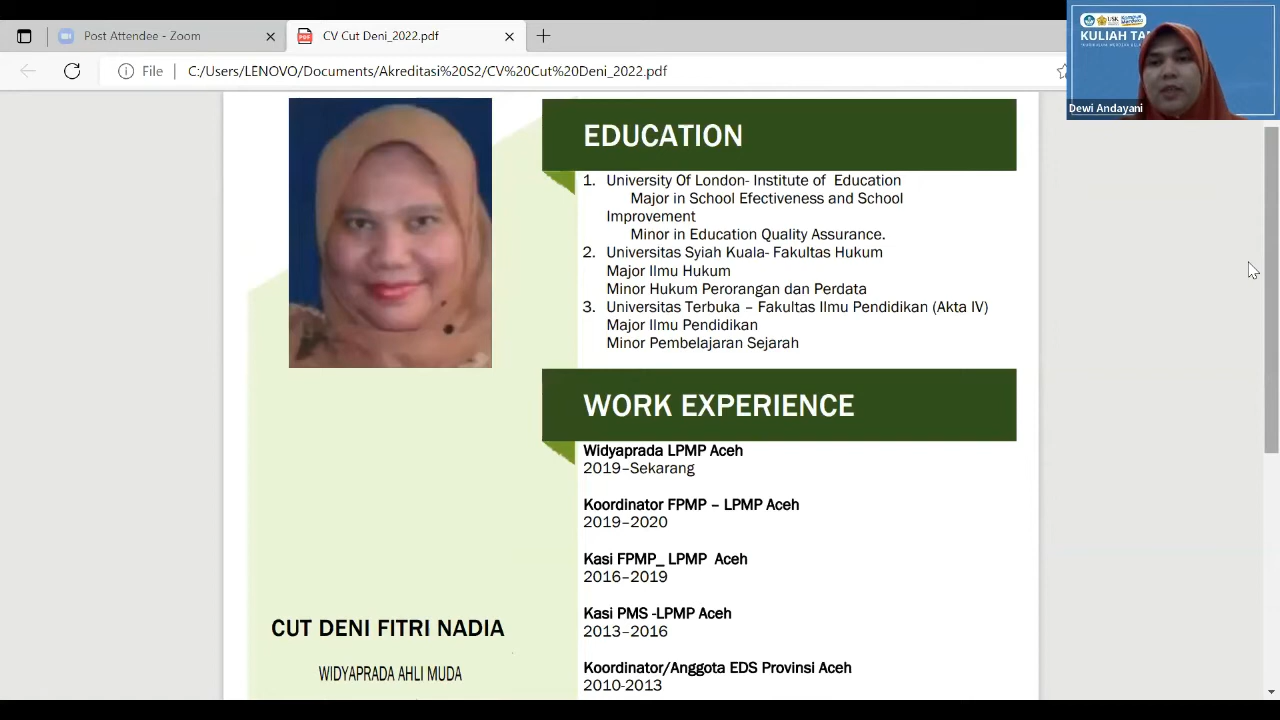 Post Attendee - Zoom
CV Cut Deni_2022.pdf
File
C:/Users/LENOVO/Documents/Akreditasi%20S2/CV%20Cut%20Deni_2022.pdf
USK
KULIAH TA
Dewi Andayani
EDUCATION
1. University Of London- Institute of Education
Major in School Efectiveness and School
Improvement
Minor in Education Quality Assurance.
2. Universitas Syiah Kuala- Fakultas Hukum
Major Ilmu Hukum
Minor Hukum Perorangan dan Perdata
3. Universitas Terbuka – Fakultas Ilmu Pendidikan (Akta IV)
Major Ilmu Pendidikan
Minor Pembelajaran Sejarah
WORK EXPERIENCE
Widyaprada LPMP Aceh
2019–Sekarang
Koordinator FPMP – LPMP Aceh
2019–2020
Kasi FPMP_ LPMP Aceh
2016–2019
Kasi PMS -LPMP Aceh
2013–2016
Koordinator/Anggota EDS Provinsi Aceh
2010-2013
CUT DENI FITRI NADIA
WIDYAPRADA AHLI MUDA